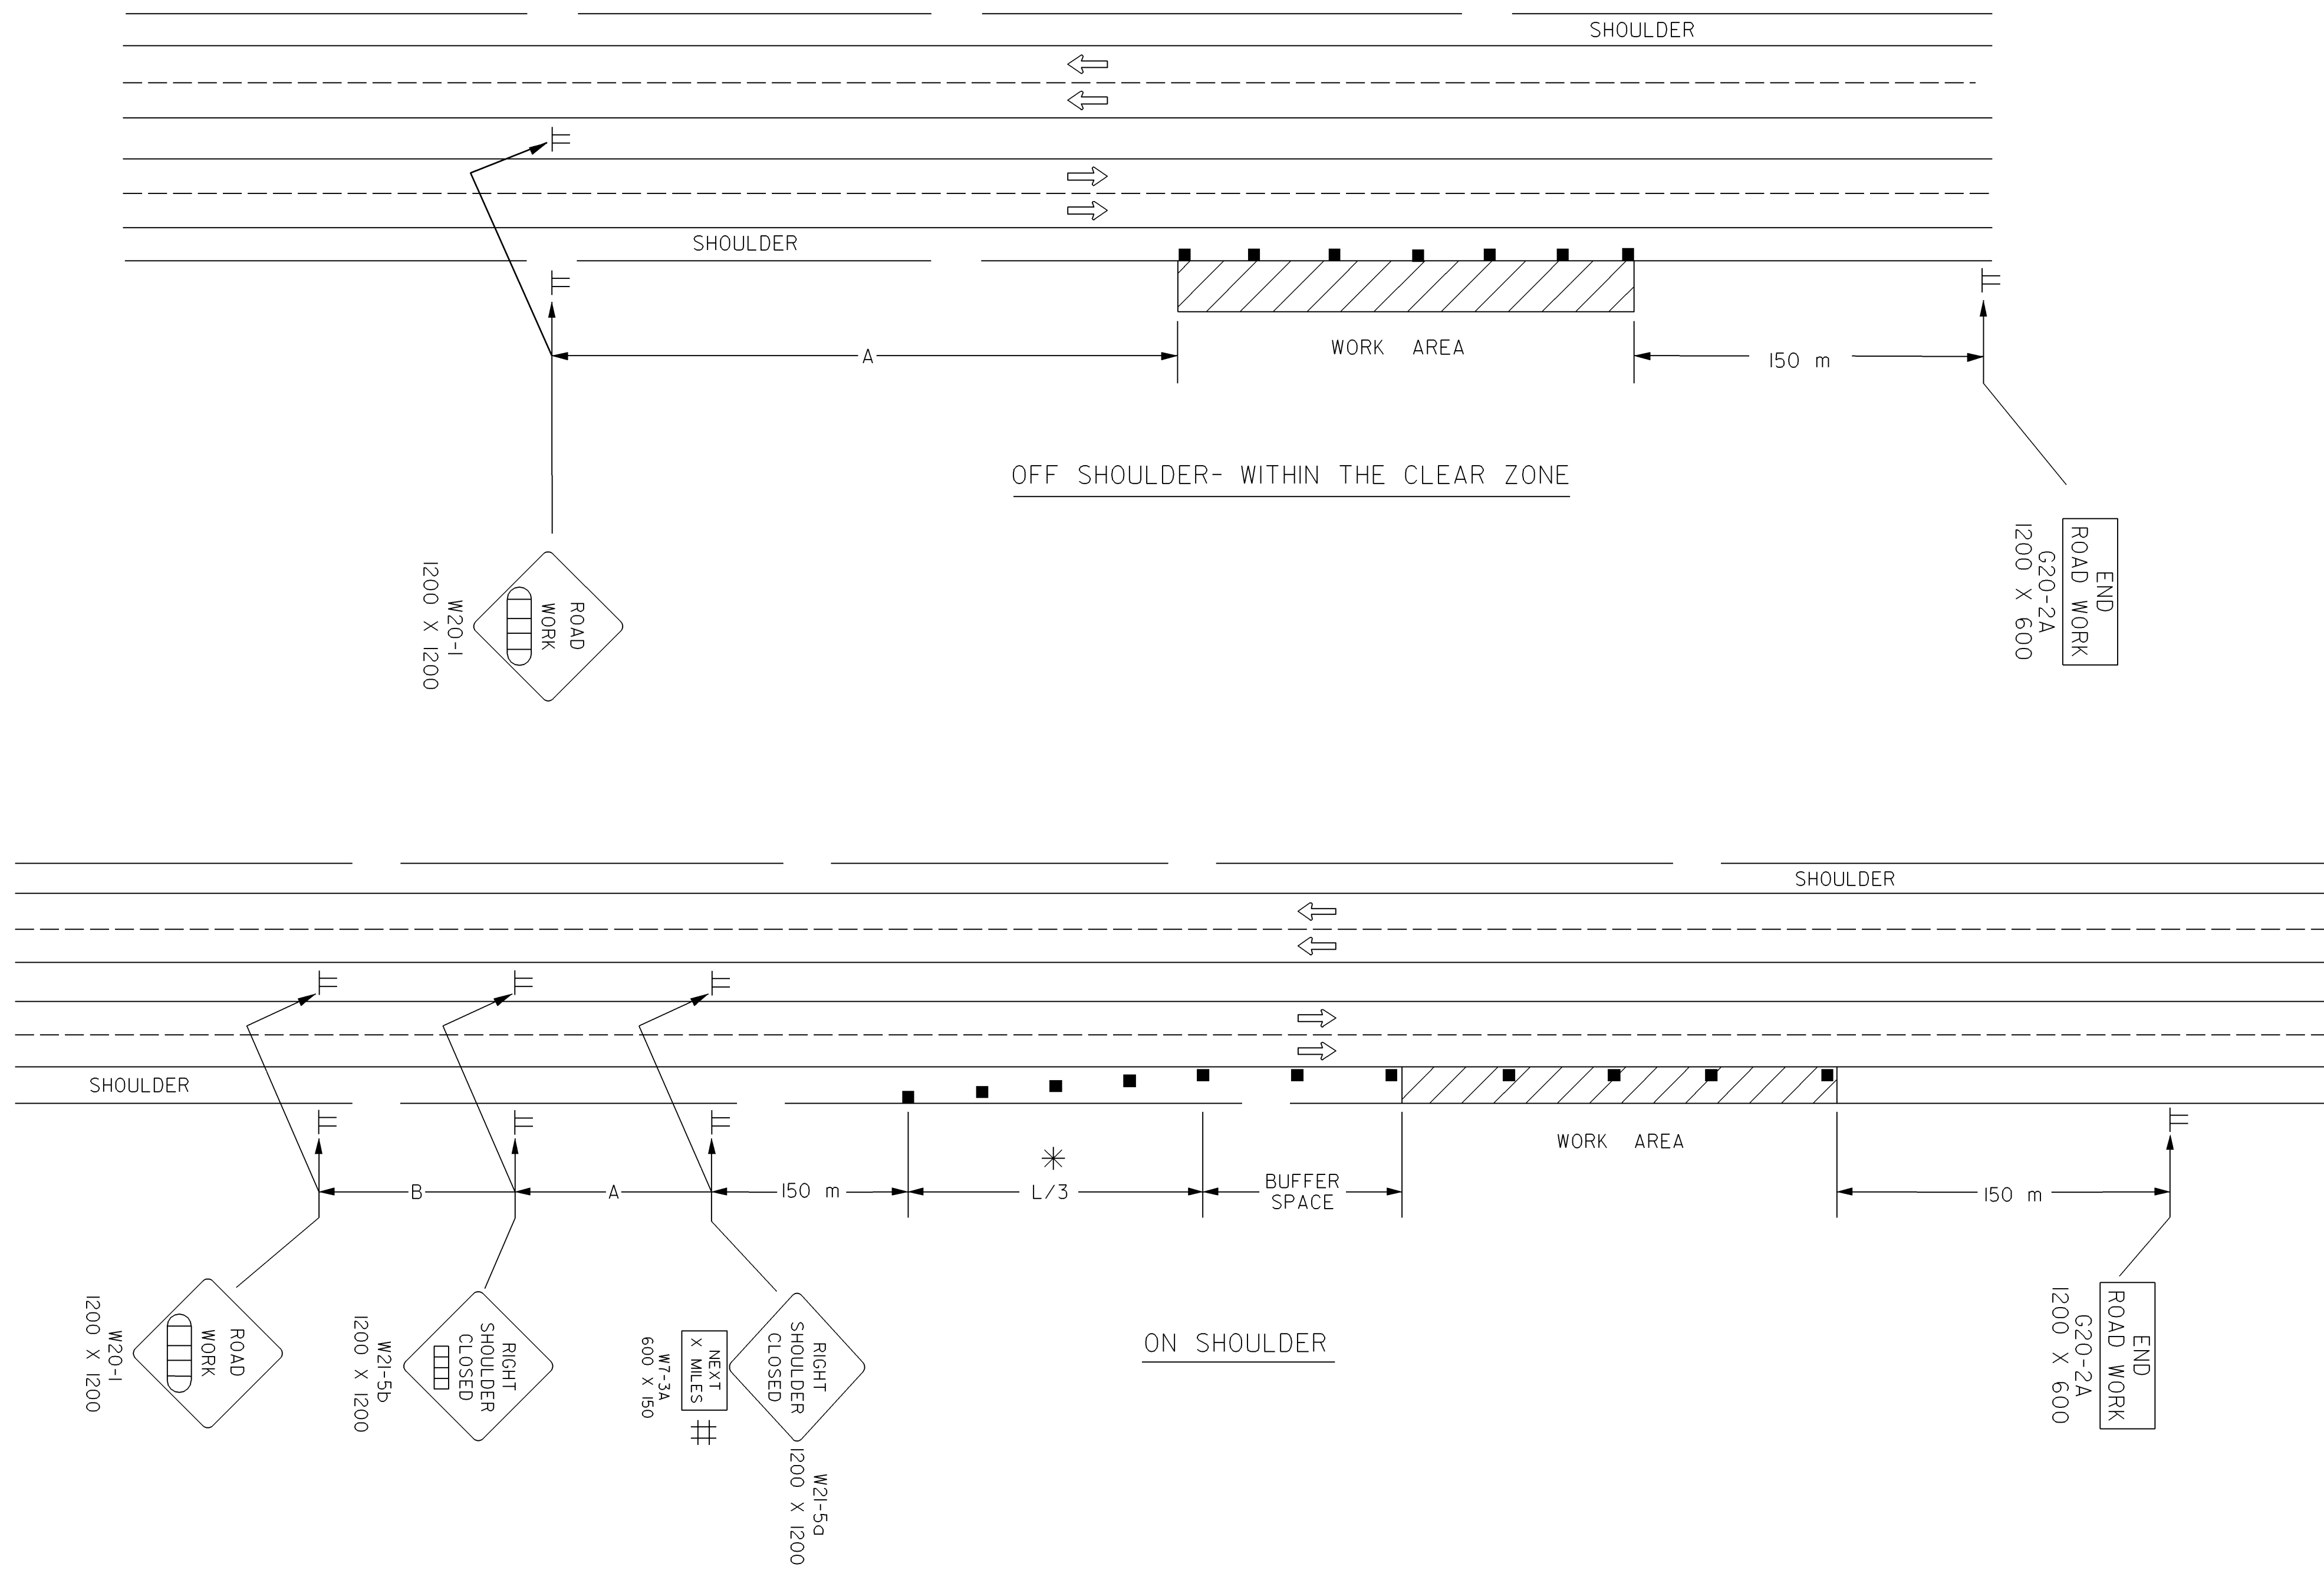 SHOULDER
SHOULDER
A
WORK AREA
150 m
OFF SHOULDER- WITHIN THE CLEAR ZONE
ROAD
WORK
W20-1
1200 X 1200
END
ROAD WORK
G20-2A
1200 X 600
SHOULDER
SHOULDER
WORK AREA
B
A
150 m
*
L/3
BUFFER
SPACE
150 m
ROAD
WORK
W20-1
1200 X 1200
RIGHT
SHOULDER
CLOSED
W21-5b
1200 X 1200
RIGHT
SHOULDER
CLOSED
W21-5a
1200 X 1200
NEXT
X MILES
W7-3A
600 X 150
#
ON SHOULDER
END
ROAD WORK
G20-2A
1200 X 600